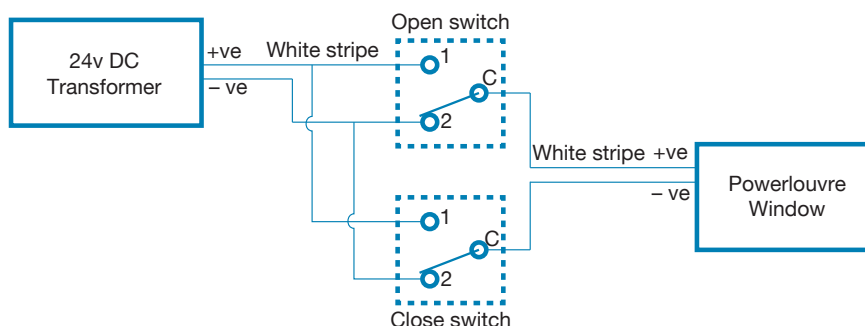 Open switch
24v DC
Transformer
+ve
White stripe
– ve
1
C
2
White stripe
+ve
– ve
Powerlouvre
Window
1
C
2
Close switch